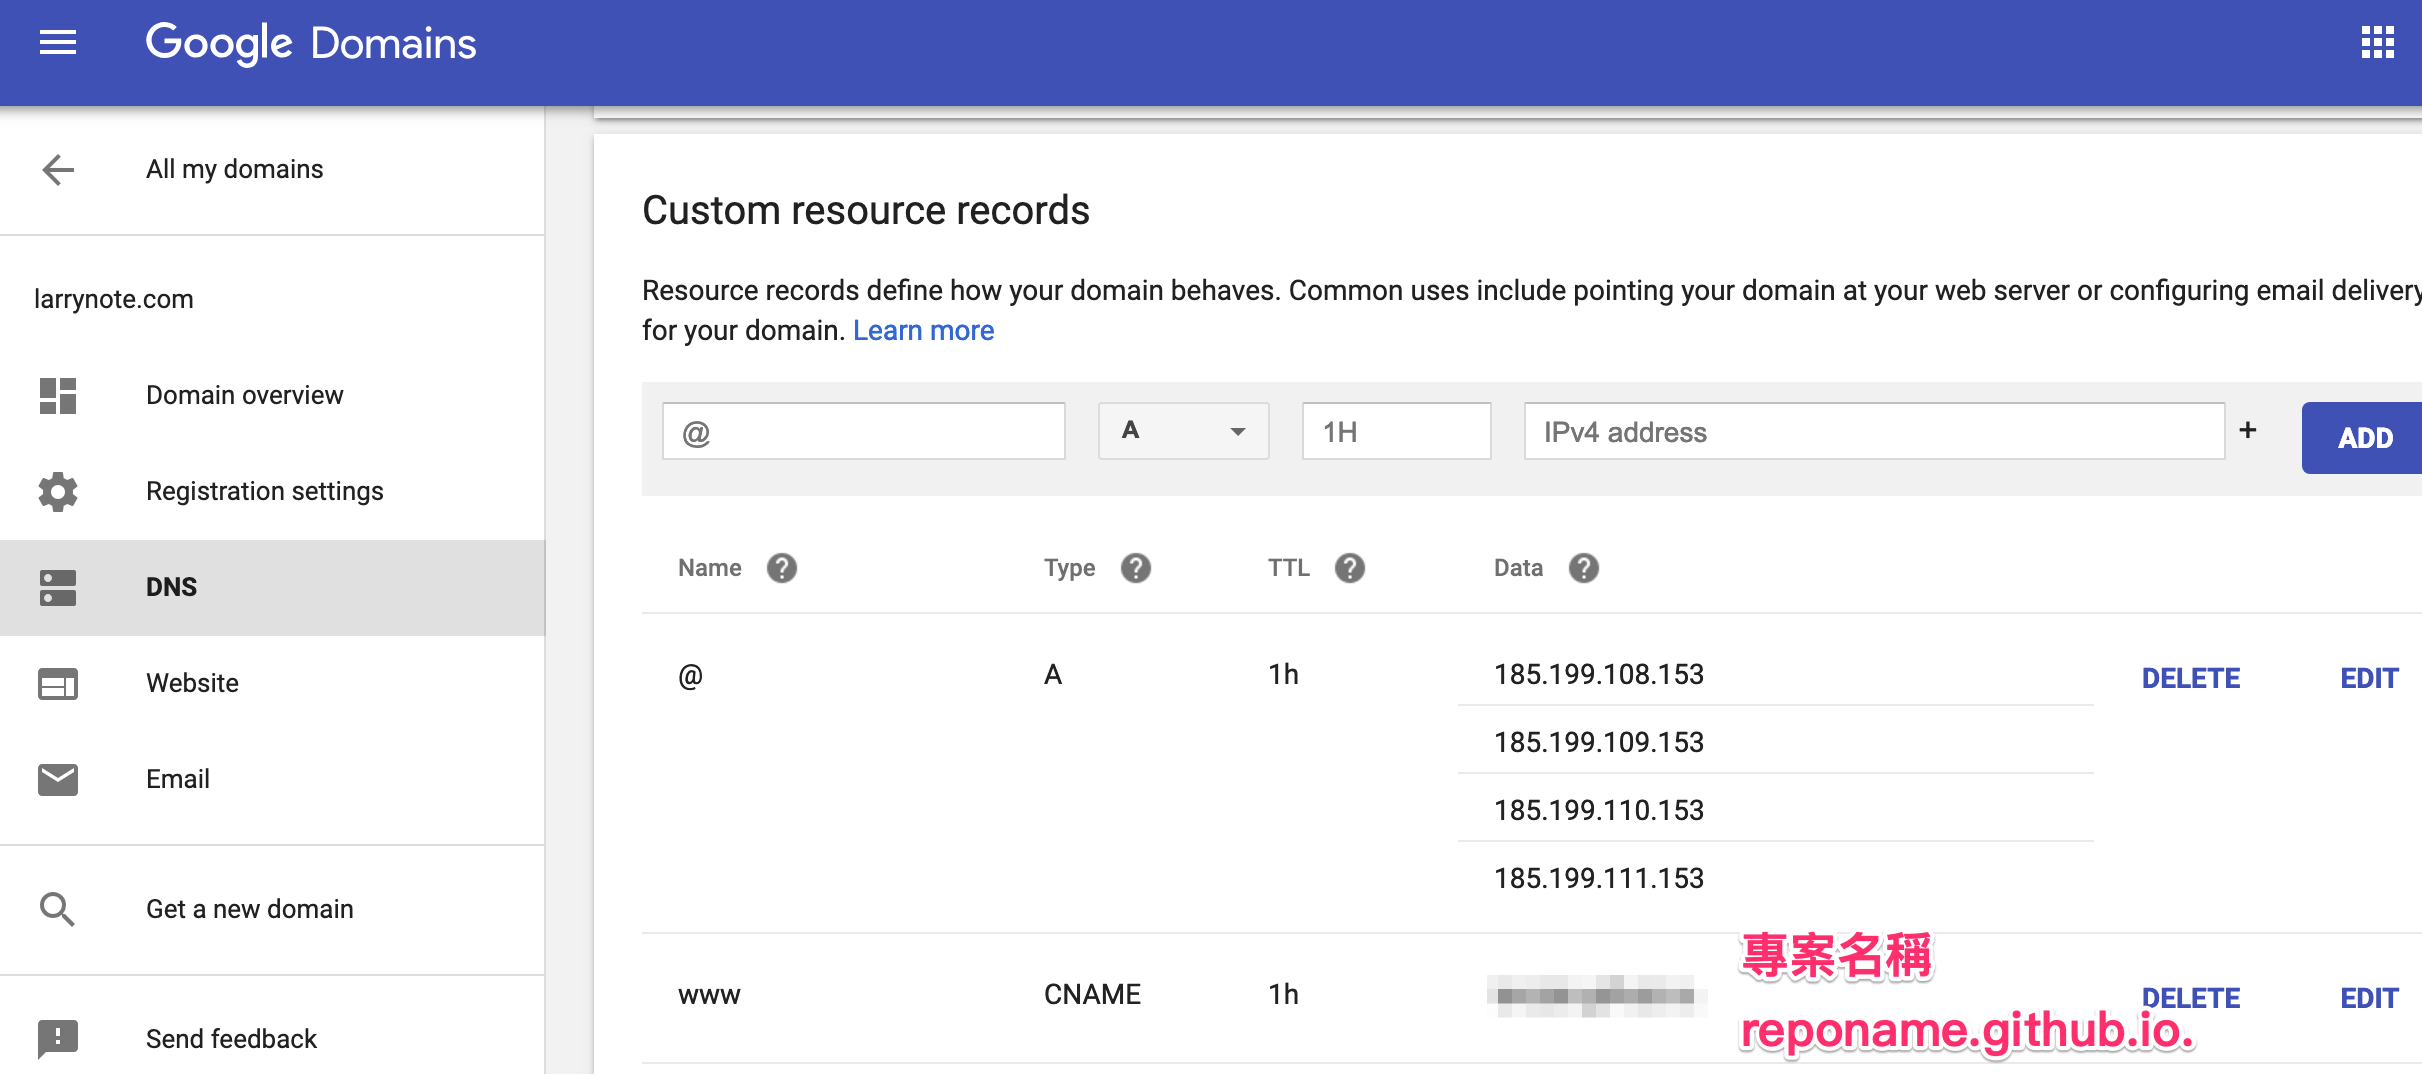 Google Domains
All my domains
larrynote.com
Domain overview
Registration settings
DNS
Website
Email
Get a new domain
Send feedback
Custom resource records
Resource records define how your domain behaves. Common uses include pointing your domain at your web server or configuring email delivery
for your domain. Learn more
@ A 1H IPv4 address + ADD
Name ? Type ? TTL ? Data ?
@ A 1h 185.199.108.153 DELETE EDIT
185.199.109.153
185.199.110.153
185.199.111.153
專案名稱
www CNAME 1h DELETE EDIT
reponame.github.io.